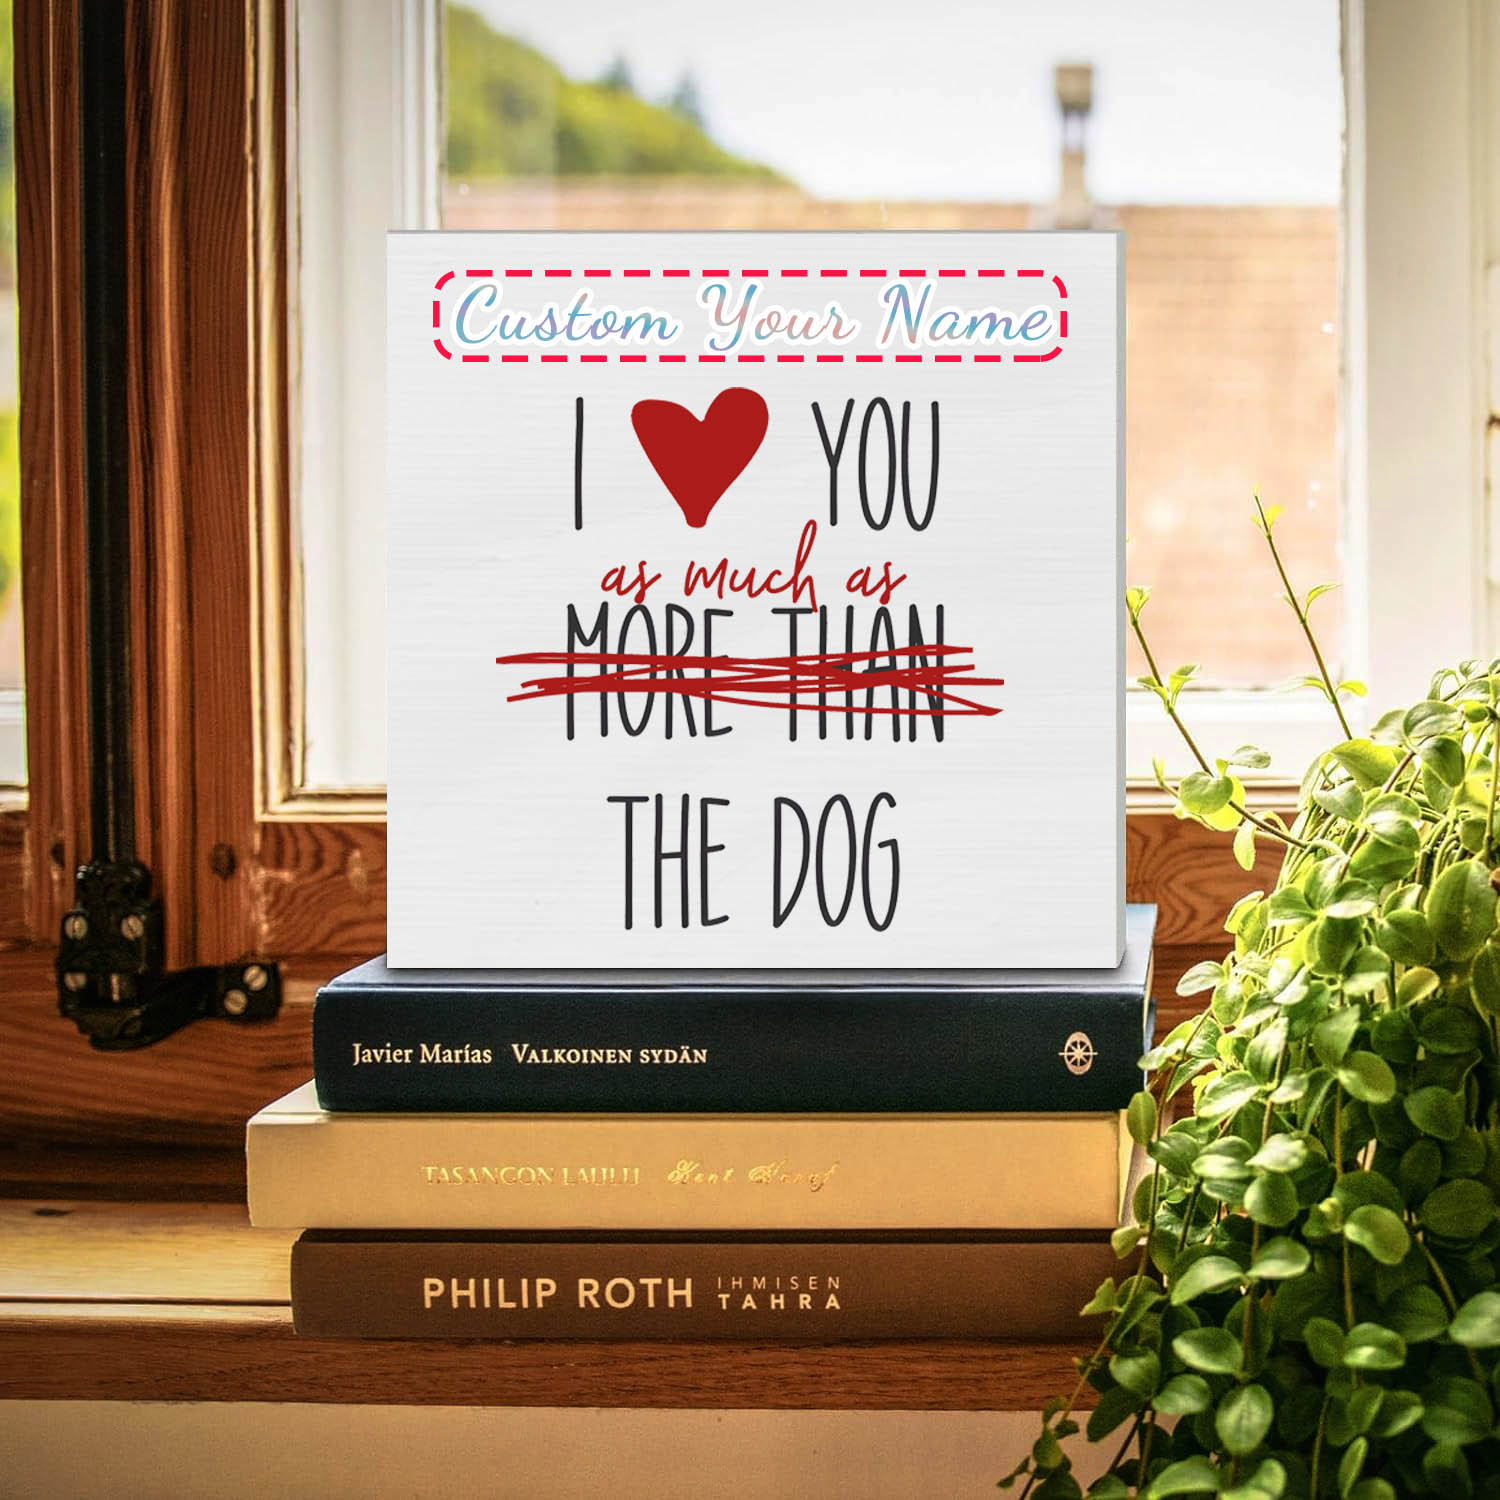 Custom Your Name
I ❤ YOU
as much as
MORE THAN
THE DOG
Javier Marías VALKOINEN SYDÄN
TASANGON LAULU Kent Haruf
PHILIP ROTH IHMISEN
TAHRA